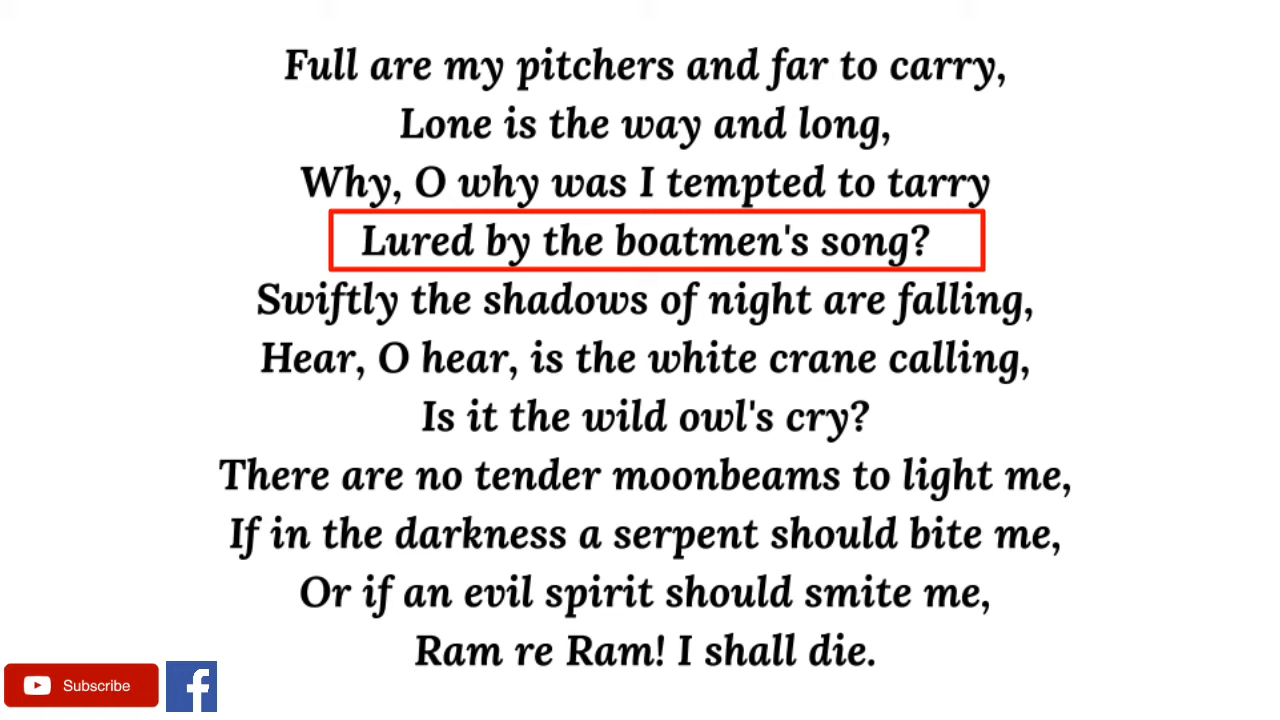 Full are my pitchers and far to carry,
Lone is the way and long,
Why, O why was I tempted to tarry
Lured by the boatmen's song?
Swiftly the shadows of night are falling,
Hear, O hear, is the white crane calling,
Is it the wild owl's cry?
There are no tender moonbeams to light me,
If in the darkness a serpent should bite me,
Or if an evil spirit should smite me,
Ram re Ram! I shall die.
Subscribe